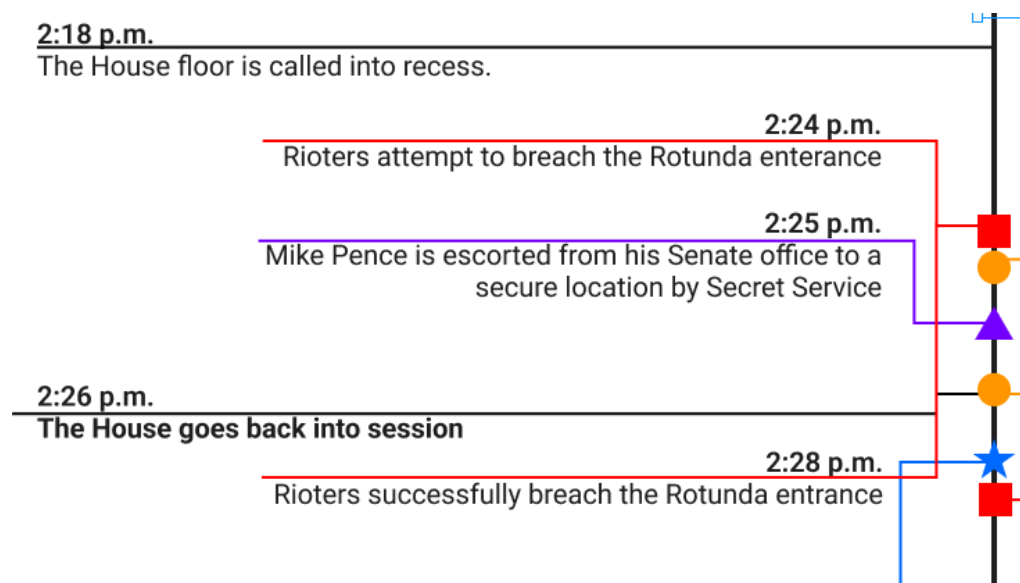 2:18 p.m.
The House floor is called into recess.
2:24 p.m.
Rioters attempt to breach the Rotunda enterance
2:25 p.m.
Mike Pence is escorted from his Senate office to a
secure location by Secret Service
2:26 p.m.
The House goes back into session
2:28 p.m.
Rioters successfully breach the Rotunda entrance